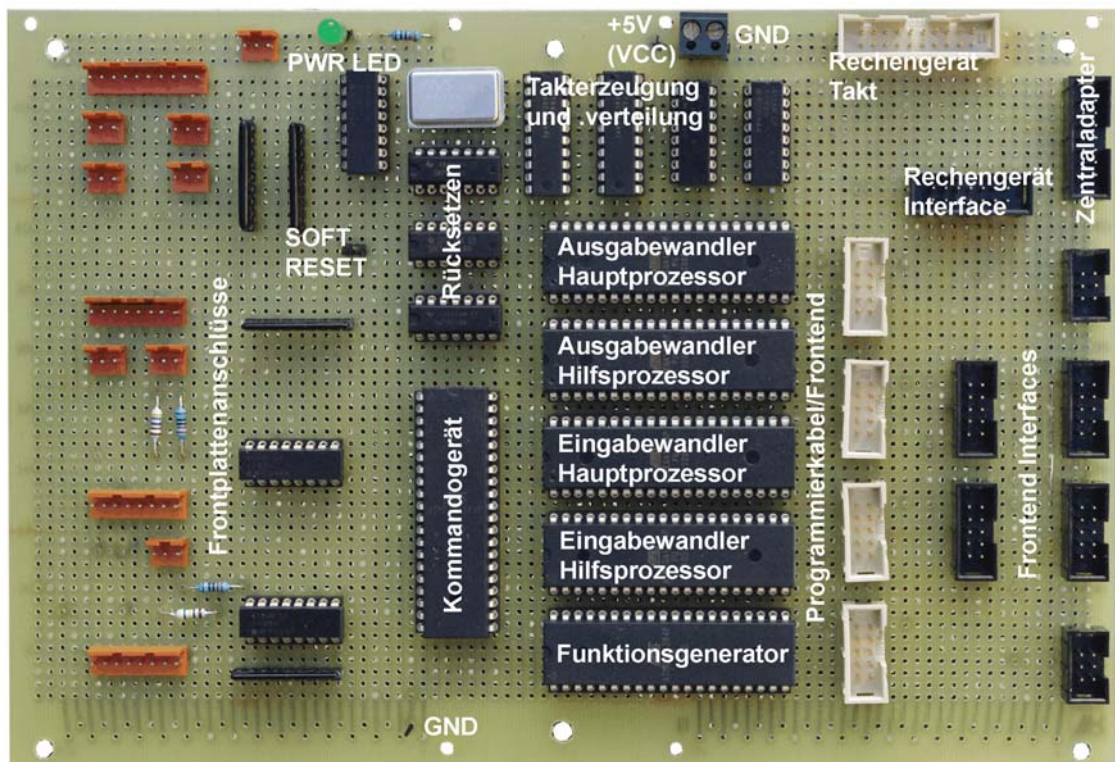 +5V
(VCC)
GND
PWR LED
Rechengerät
Takt
Takterzeugung
und .verteilung
Zentraladapter
Rechengerät
Interface
SOFT
RESET
Rücksetzen
Ausgabewandler
Hauptprozessor
Ausgabewandler
Hilfsprozessor
Frontplattenanschlüsse
Kommandogerät
Eingabewandler
Hauptprozessor
Programmierkabel/Frontend
Frontend Interfaces
Eingabewandler
Hilfsprozessor
Funktionsgenerator
GND